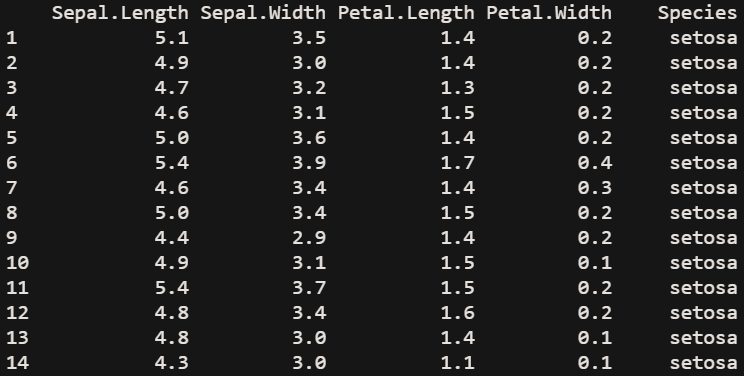 Sepal.Length Sepal.Width Petal.Length Petal.Width Species
1 5.1 3.5 1.4 0.2 setosa
2 4.9 3.0 1.4 0.2 setosa
3 4.7 3.2 1.3 0.2 setosa
4 4.6 3.1 1.5 0.2 setosa
5 5.0 3.6 1.4 0.2 setosa
6 5.4 3.9 1.7 0.4 setosa
7 4.6 3.4 1.4 0.3 setosa
8 5.0 3.4 1.5 0.2 setosa
9 4.4 2.9 1.4 0.2 setosa
10 4.9 3.1 1.5 0.1 setosa
11 5.4 3.7 1.5 0.2 setosa
12 4.8 3.4 1.6 0.2 setosa
13 4.8 3.0 1.4 0.1 setosa
14 4.3 3.0 1.1 0.1 setosa